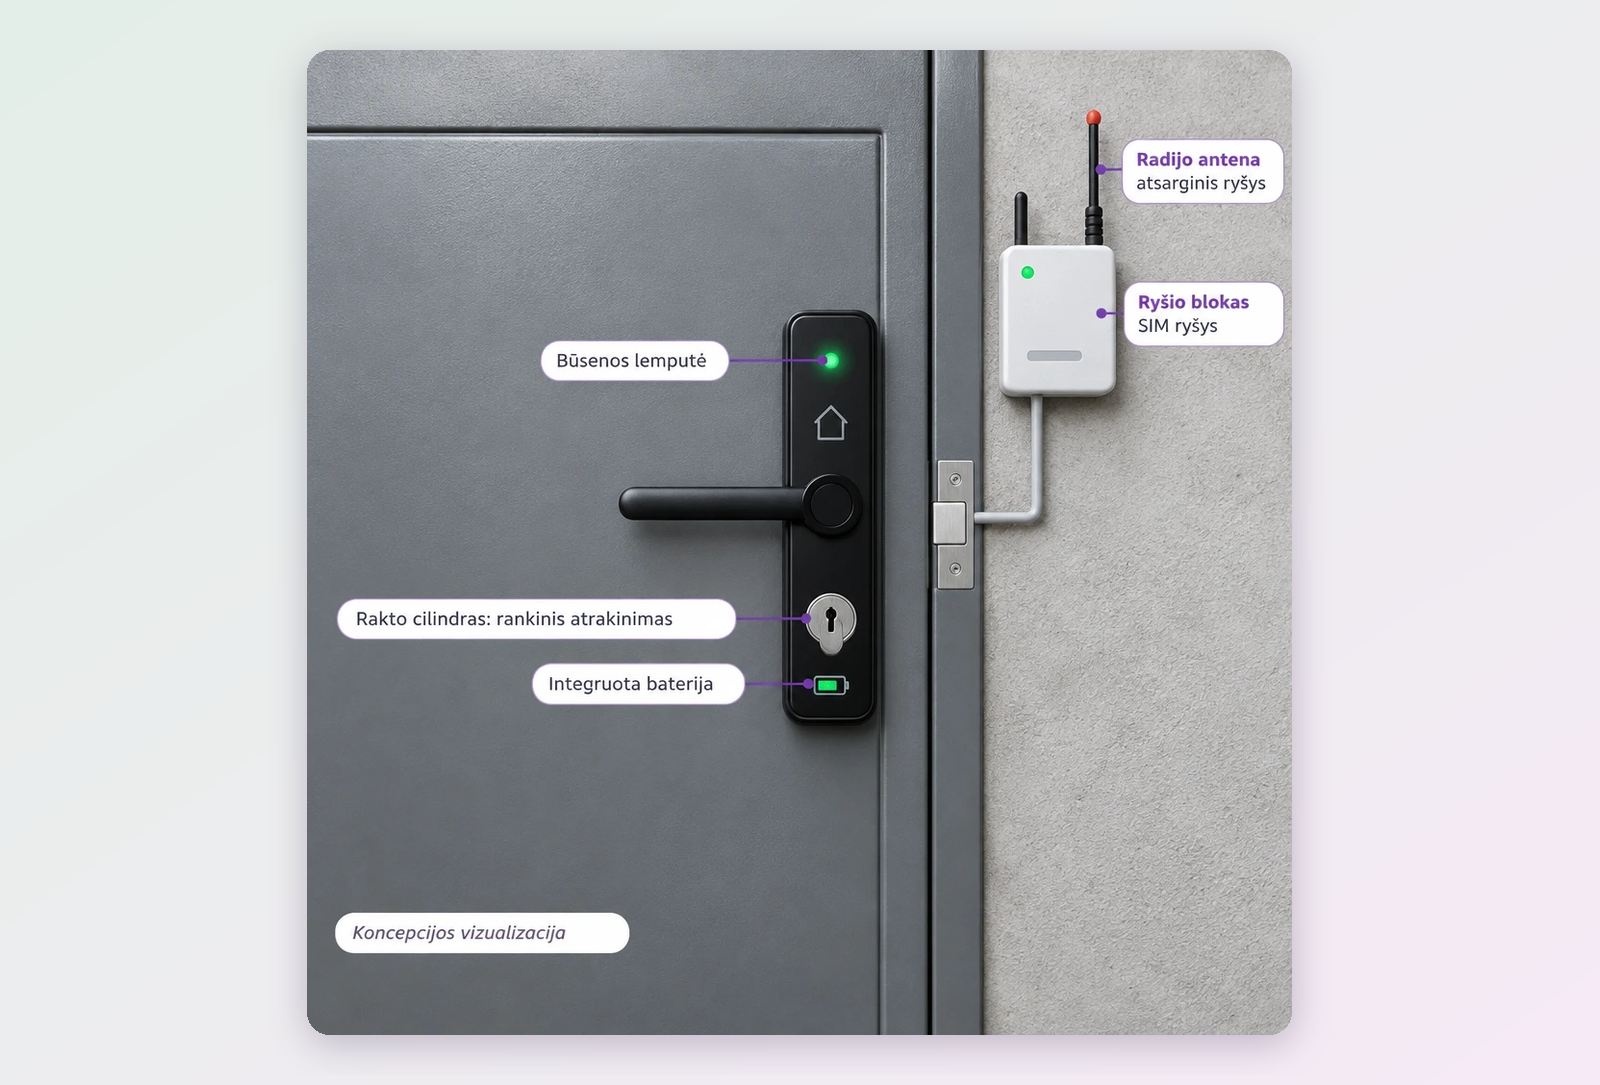 Radijo antena
atsarginis ryšys
Ryšio blokas
SIM ryšys
Būsenos lemputė
Rakto cilindras: rankinis atrakinimas
Integruota baterija
Koncepcijos vizualizacija